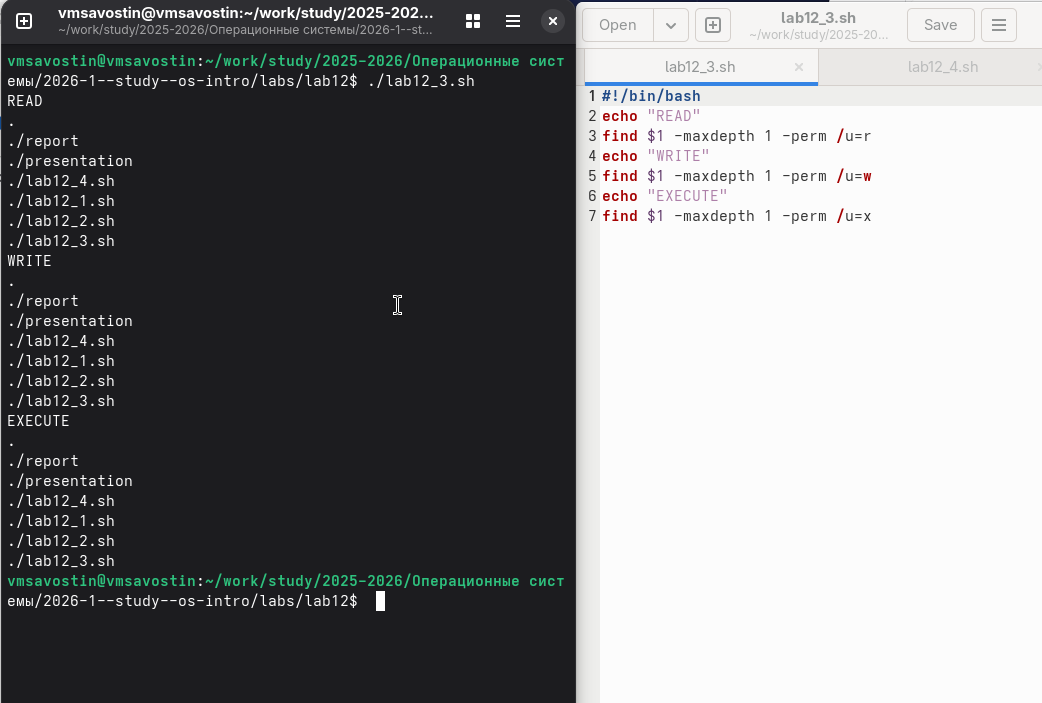 vmsavostin@vmsavostin:~/work/study/2025-202...
~/work/study/2025-2026/Операционные системы/2026-1--st...
vmsavostin@vmsavostin:~/work/study/2025-2026/Операционные сист
емы/2026-1--study--os-intro/labs/lab12$ ./lab12_3.sh
READ
.
./report
./presentation
./lab12_4.sh
./lab12_1.sh
./lab12_2.sh
./lab12_3.sh
WRITE
.
./report
./presentation
./lab12_4.sh
./lab12_1.sh
./lab12_2.sh
./lab12_3.sh
EXECUTE
.
./report
./presentation
./lab12_4.sh
./lab12_1.sh
./lab12_2.sh
./lab12_3.sh
vmsavostin@vmsavostin:~/work/study/2025-2026/Операционные сист
емы/2026-1--study--os-intro/labs/lab12$
Open
lab12_3.sh
~/work/study/2025-20...
Save
lab12_3.sh
lab12_4.sh
1 #!/bin/bash
2 echo "READ"
3 find $1 -maxdepth 1 -perm /u=r
4 echo "WRITE"
5 find $1 -maxdepth 1 -perm /u=w
6 echo "EXECUTE"
7 find $1 -maxdepth 1 -perm /u=x